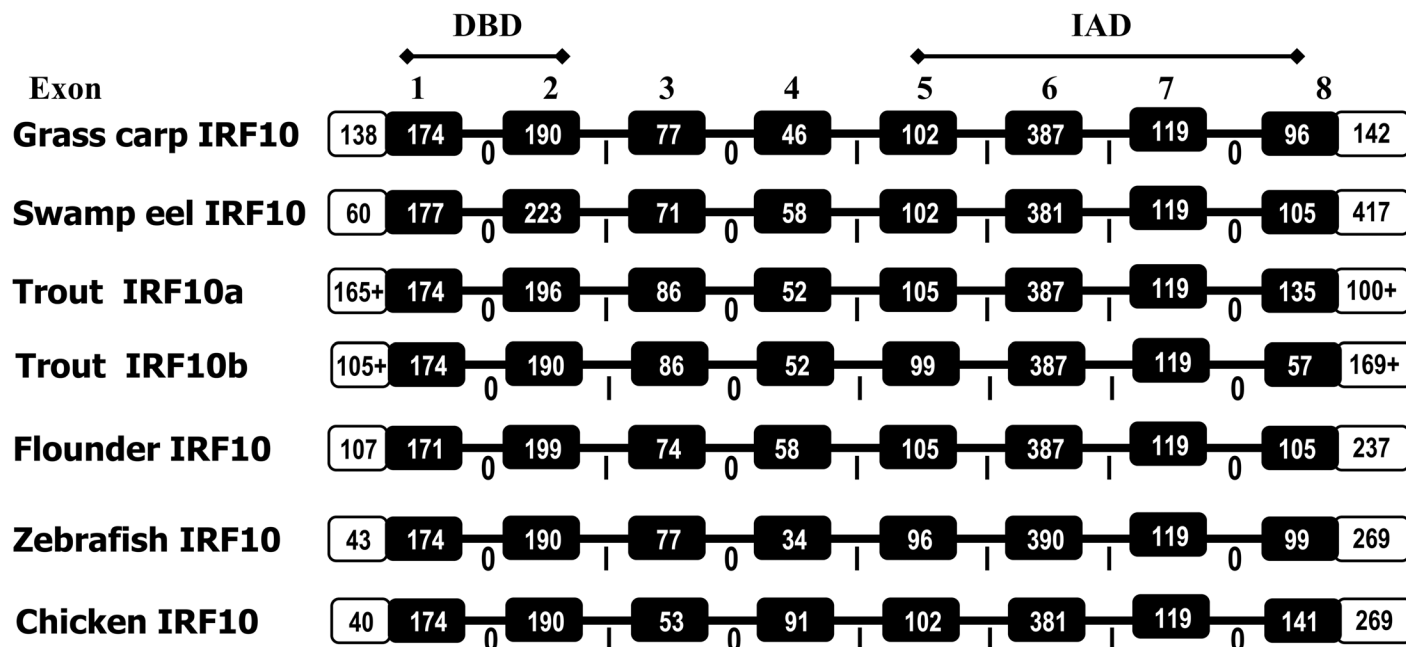 DBD IAD
Exon 1 2 3 4 5 6 7 8
Grass carp IRF10 138 174 190 77 46 102 387 119 96 142
0 I 0 I I I 0
Swamp eel IRF10 60 177 223 71 58 102 381 119 105 417
0 I 0 I I I 0
Trout IRF10a 165+ 174 196 86 52 105 387 119 135 100+
0 I 0 I I I 0
Trout IRF10b 105+ 174 190 86 52 99 387 119 57 169+
0 I 0 I I I 0
Flounder IRF10 107 171 199 74 58 105 387 119 105 237
0 I 0 I I I 0
Zebrafish IRF10 43 174 190 77 34 96 390 119 99 269
0 I 0 I I I 0
Chicken IRF10 40 174 190 53 91 102 381 119 141 269
0 I 0 I I I 0